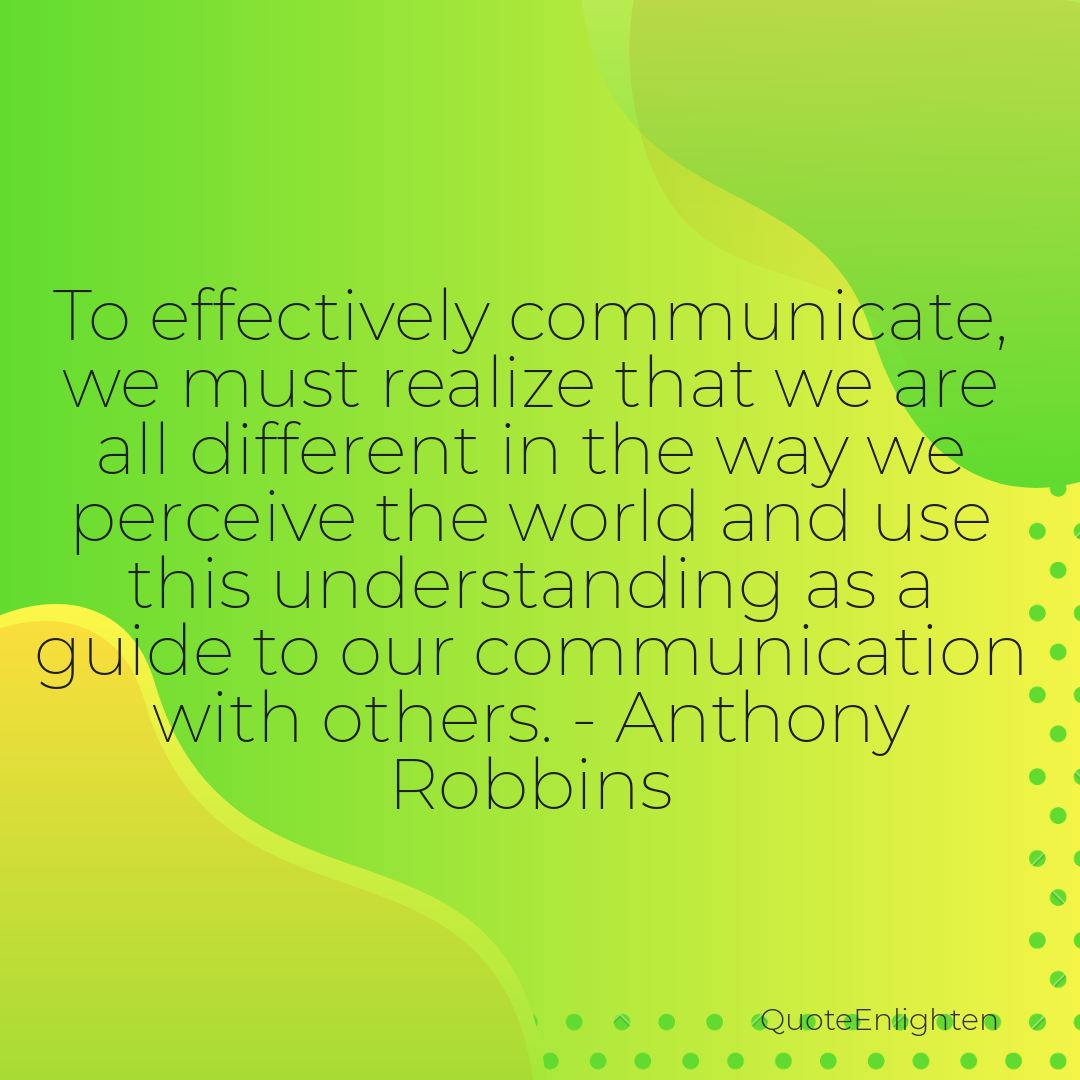 To effectively communicate,
we must realize that we are
all different in the way we
perceive the world and use
this understanding as a
guide to our communication
with others. - Anthony
Robbins
QuoteEnlighten